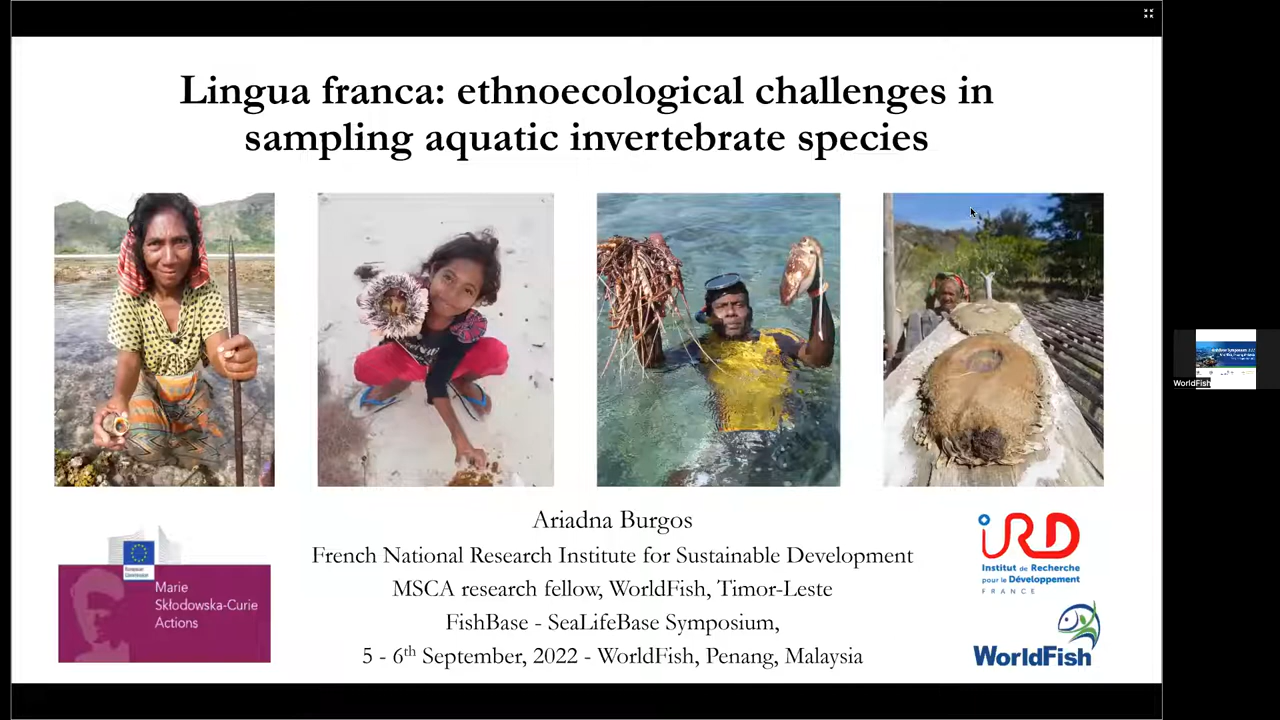 Lingua franca: ethnoecological challenges in
sampling aquatic invertebrate species
Ariadna Burgos
French National Research Institute for Sustainable Development
MSCA research fellow, WorldFish, Timor-Leste
FishBase - SeaLifeBase Symposium,
5 - 6th September, 2022 - WorldFish, Penang, Malaysia
European
Commission
Marie
Skłodowska-Curie
Actions
iRD
Institut de Recherche
pour le Développement
FRANCE
WorldFish
WorldFish